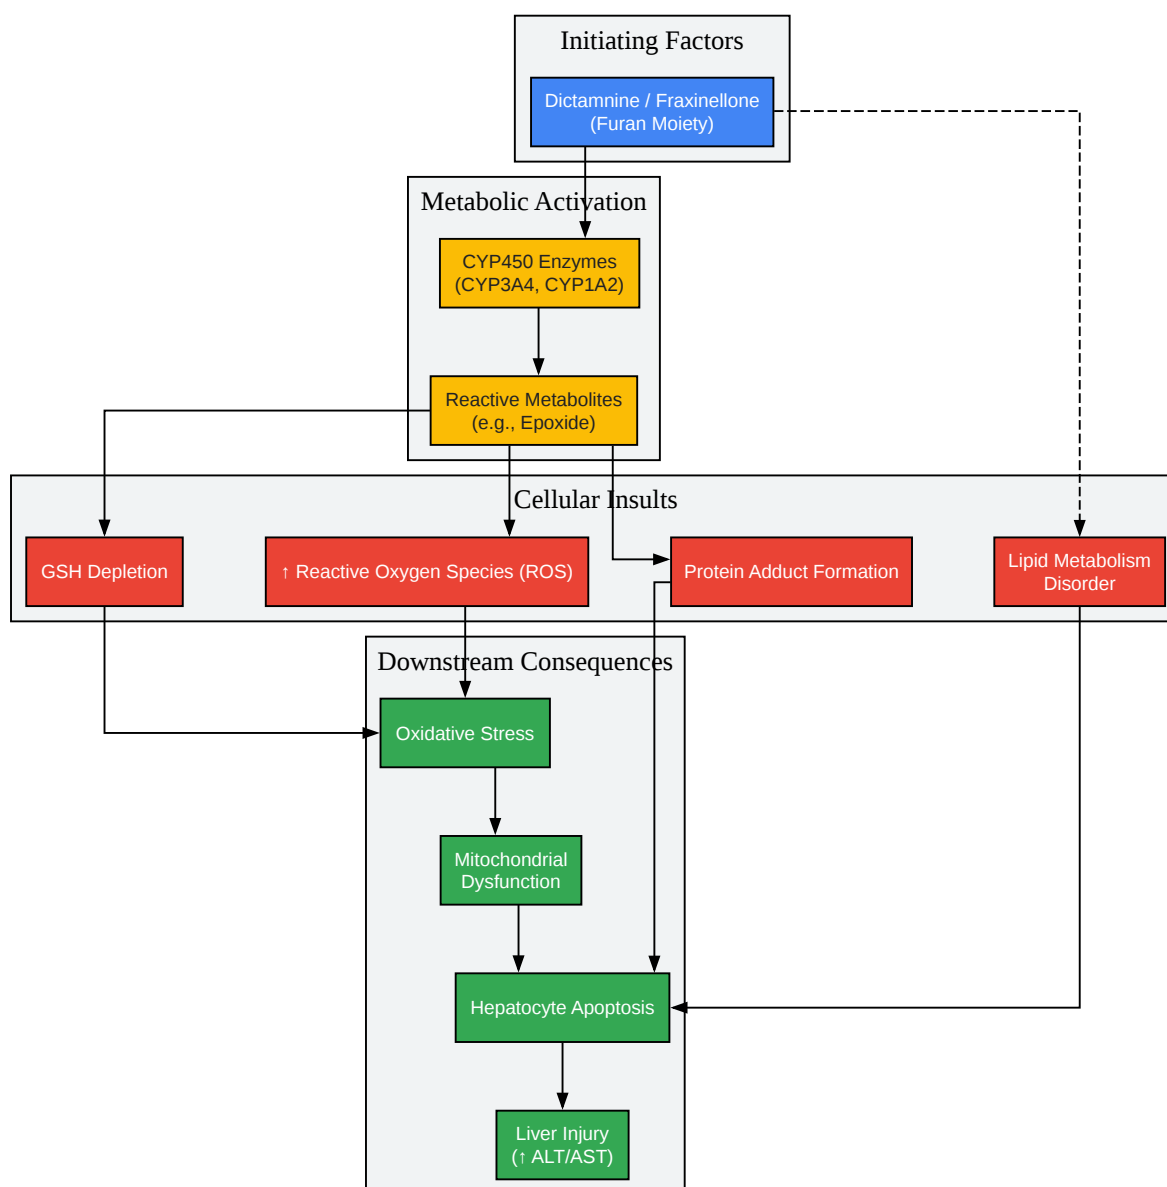 Initiating Factors
Dictamnine / Fraxinellone
(Furan Moiety)
Metabolic Activation
CYP450 Enzymes
(CYP3A4, CYP1A2)
Reactive Metabolites
(e.g., Epoxide)
Cellular Insults
GSH Depletion
↑ Reactive Oxygen Species (ROS)
Protein Adduct Formation
Lipid Metabolism
Disorder
Downstream Consequences
Oxidative Stress
Mitochondrial
Dysfunction
Hepatocyte Apoptosis
Liver Injury
(↑ ALT/AST)